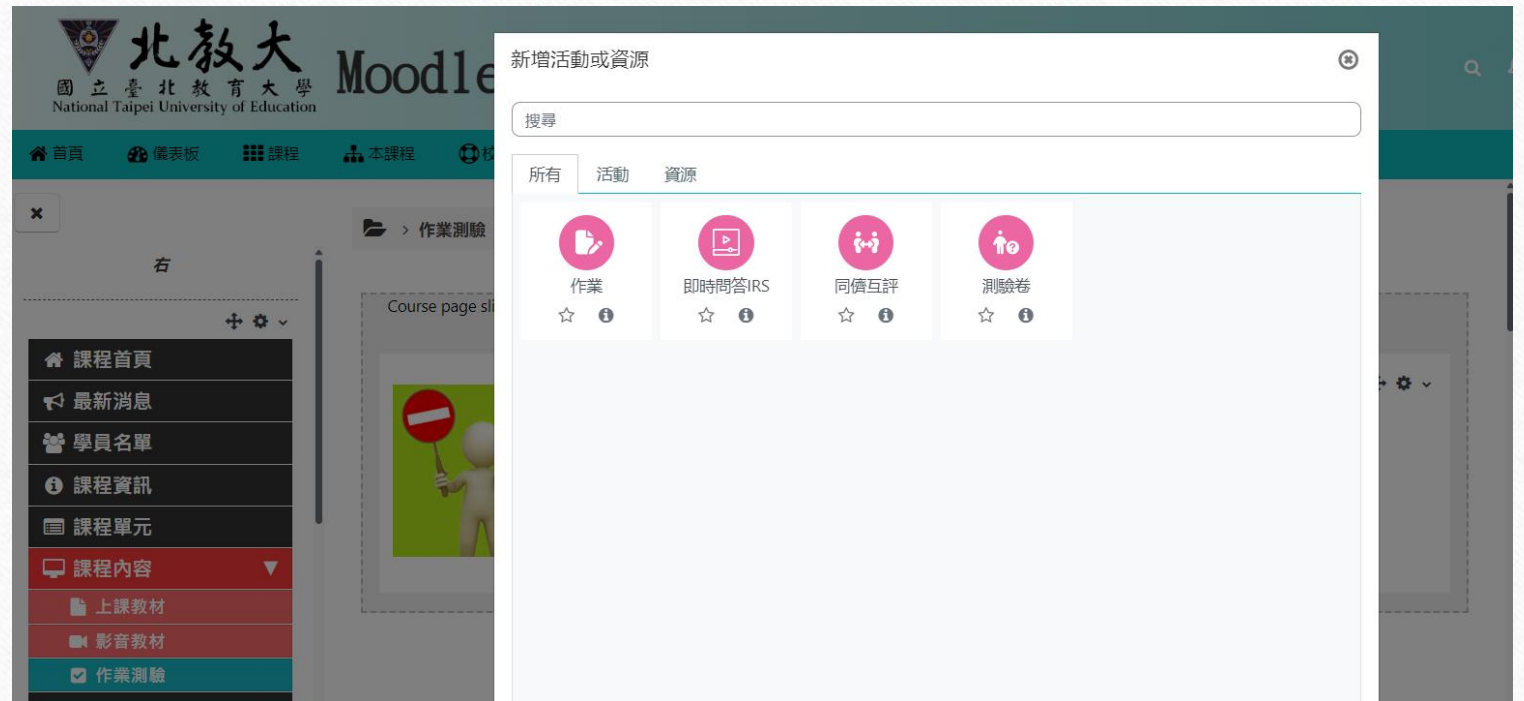 北教大
國立臺北教育大學
National Taipei University of Education
Moodle
首頁 儀表板 課程 本課程 校
右
課程首頁
最新消息
學員名單
課程資訊
課程單元
課程內容
上課教材
影音教材
作業測驗
> 作業測驗
Course page sli
新增活動或資源
搜尋
所有 活動 資源
作業 即時問答IRS 同儕互評 測驗卷